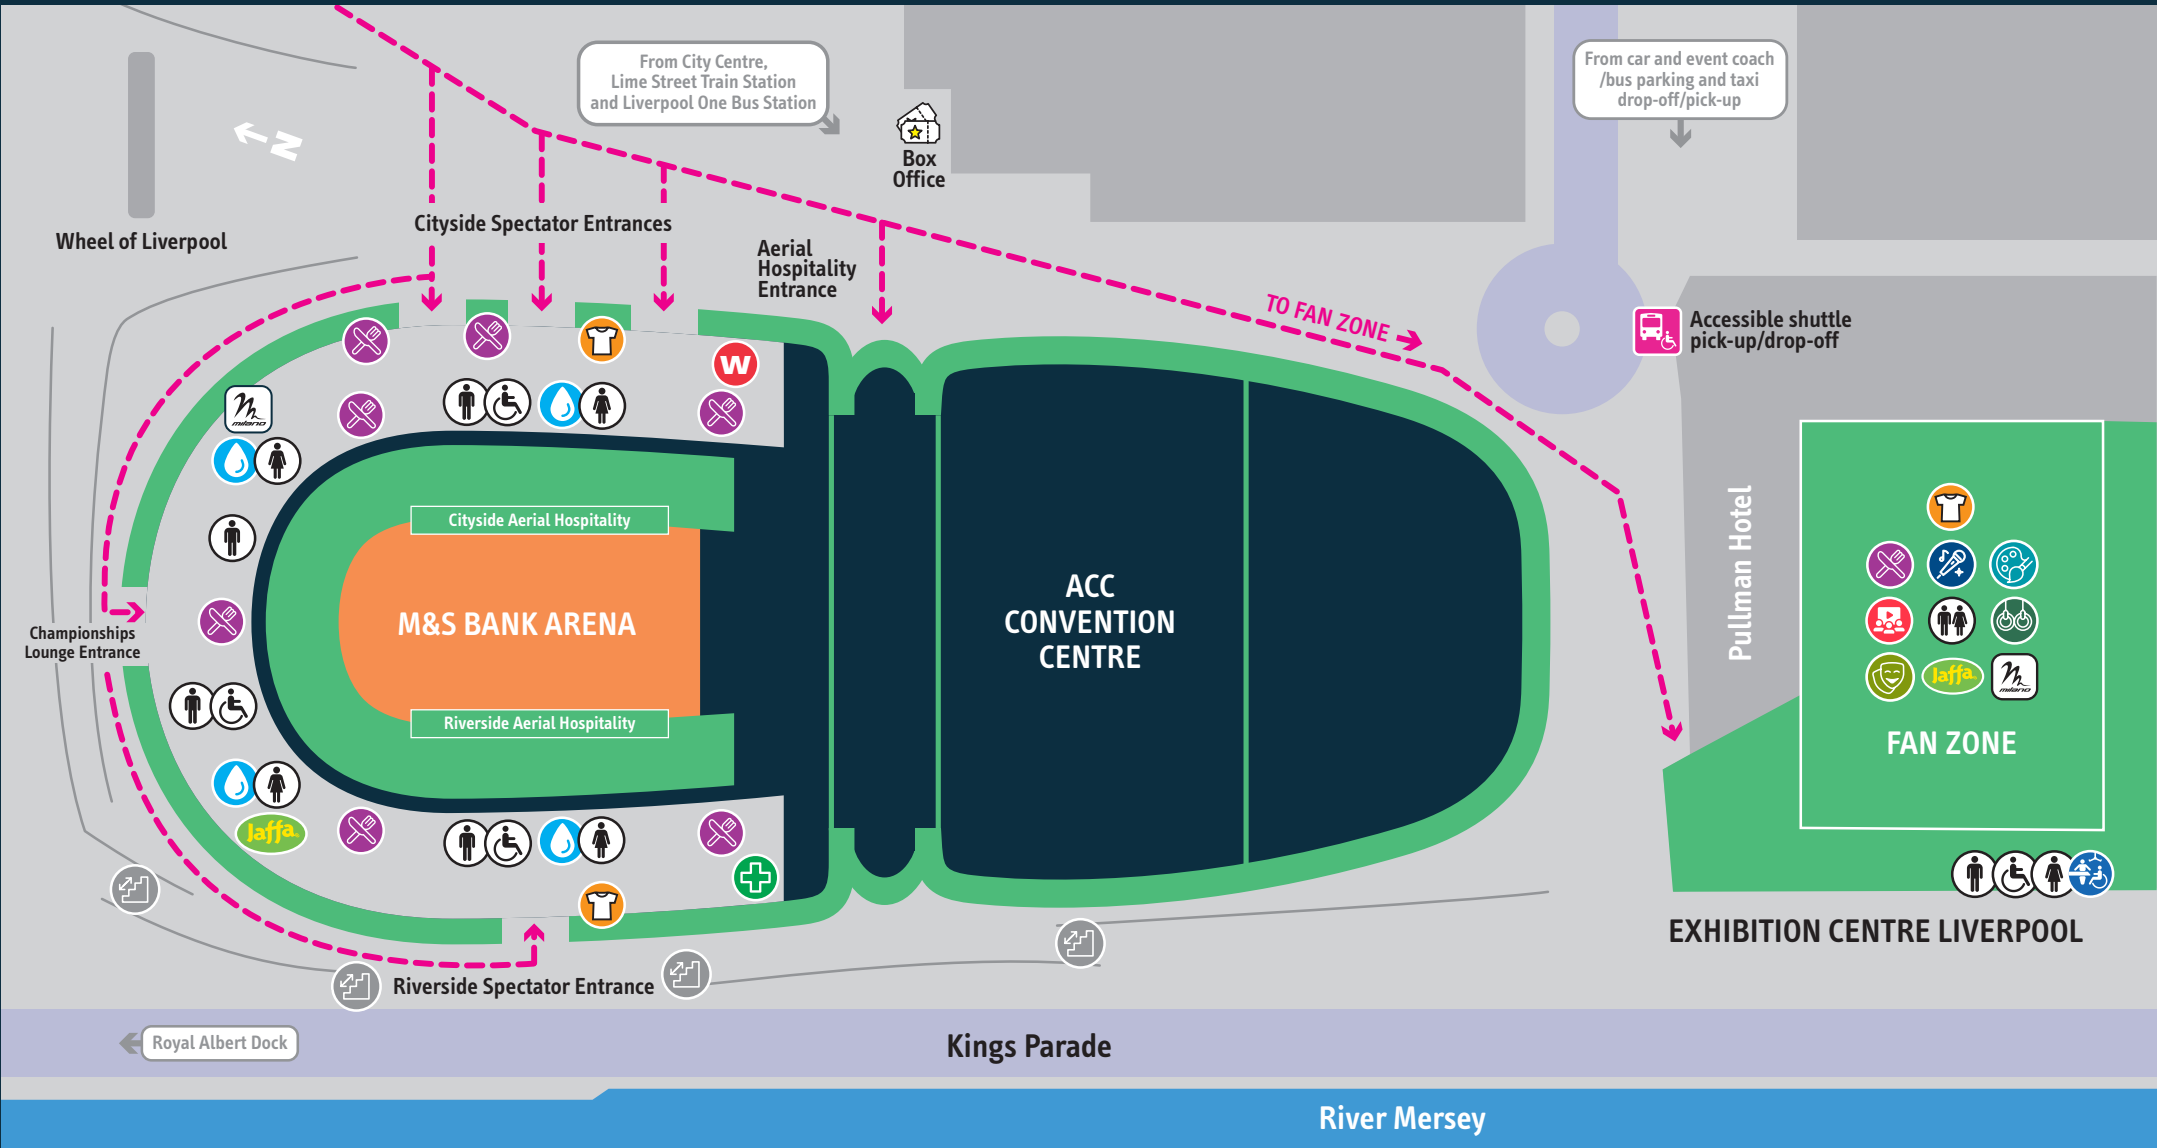 From City Centre,
Lime Street Train Station
and Liverpool One Bus Station
From car and event coach
/bus parking and taxi
drop-off/pick-up
N
Box
Office
Wheel of Liverpool
Cityside Spectator Entrances
Aerial
Hospitality
Entrance
TO FAN ZONE
Accessible shuttle
pick-up/drop-off
W
milano
Cityside Aerial Hospitality
Pullman Hotel
M&S BANK ARENA
ACC
CONVENTION
CENTRE
Championships
Lounge Entrance
Riverside Aerial Hospitality
Jaffa
milano
FAN ZONE
Jaffa
EXHIBITION CENTRE LIVERPOOL
Riverside Spectator Entrance
Royal Albert Dock
Kings Parade
River Mersey